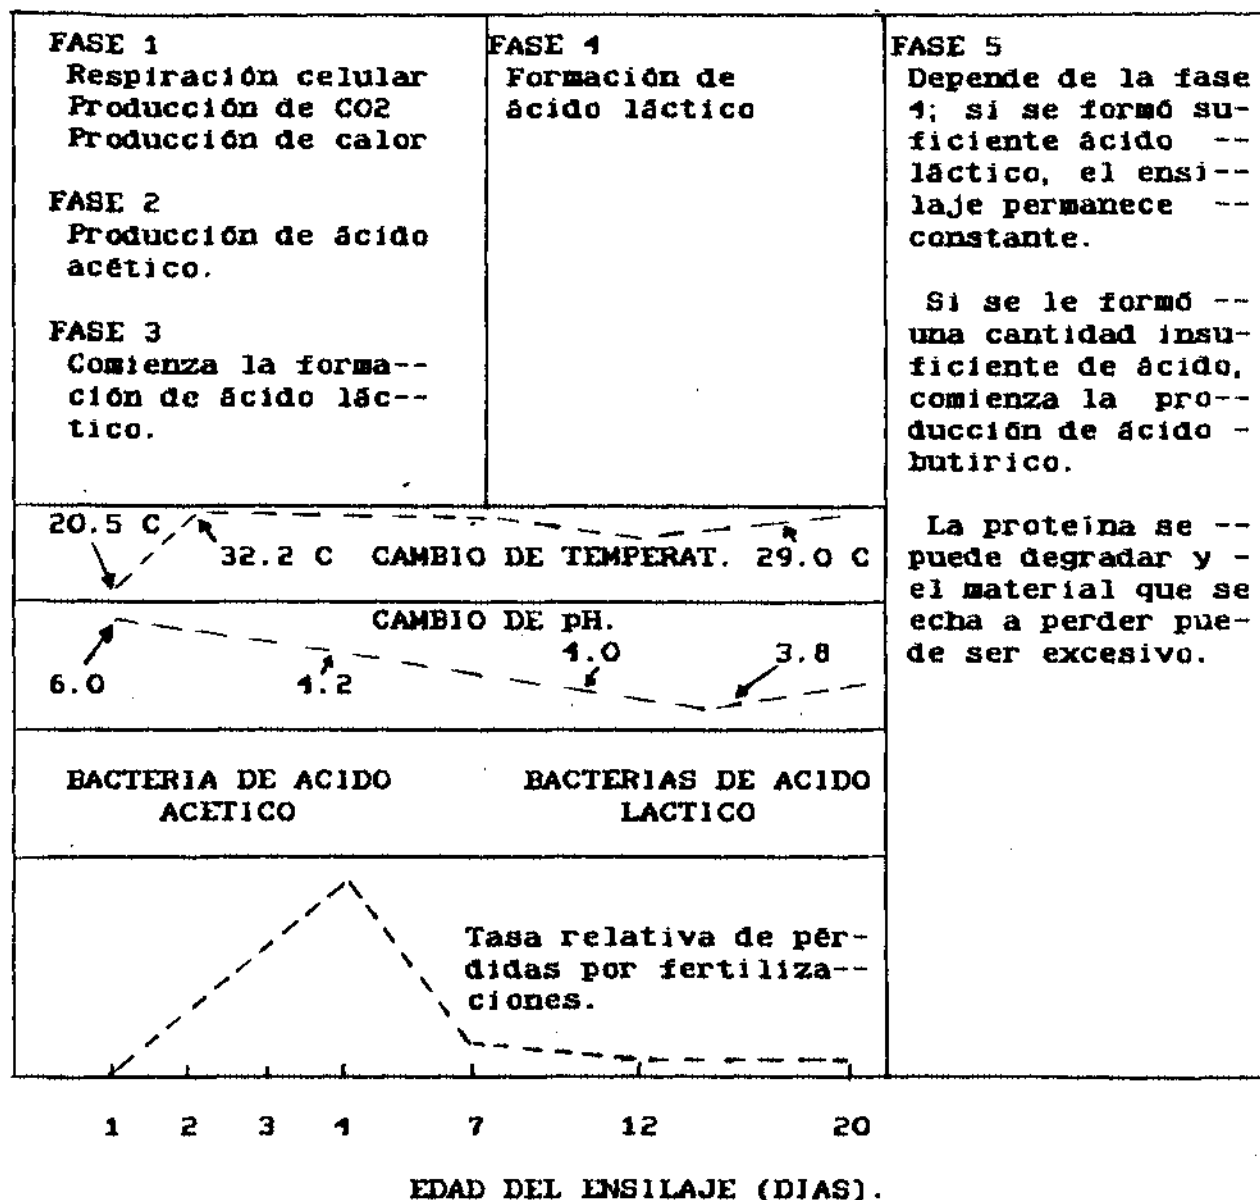 FASE 1
Respiración celular
Producción de CO2
Producción de calor
FASE 2
Producción de ácido
acético.
FASE 3
Comienza la forma--
ción de ácido lác--
tico.
FASE 4
Formación de
ácido láctico
FASE 5
Depende de la fase
4; si se formó su-
ficiente ácido --
láctico, el ensi--
laje permanece --
constante.
Si se le formó --
una cantidad insu-
ficiente de ácido,
comienza la pro--
ducción de ácido -
butirico.
La proteína se --
puede degradar y -
el material que se
echa a perder pue-
de ser excesivo.
20.5 C
32.2 C CAMBIO DE TEMPERAT. 29.0 C
CAMBIO DE pH.
6.0 4.2 4.0 3.8
BACTERIA DE ACIDO
ACETICO
BACTERIAS DE ACIDO
LACTICO
Tasa relativa de pér-
didas por fertiliza--
ciones.
1 2 3 4 7 12 20
EDAD DEL ENSILAJE (DIAS).